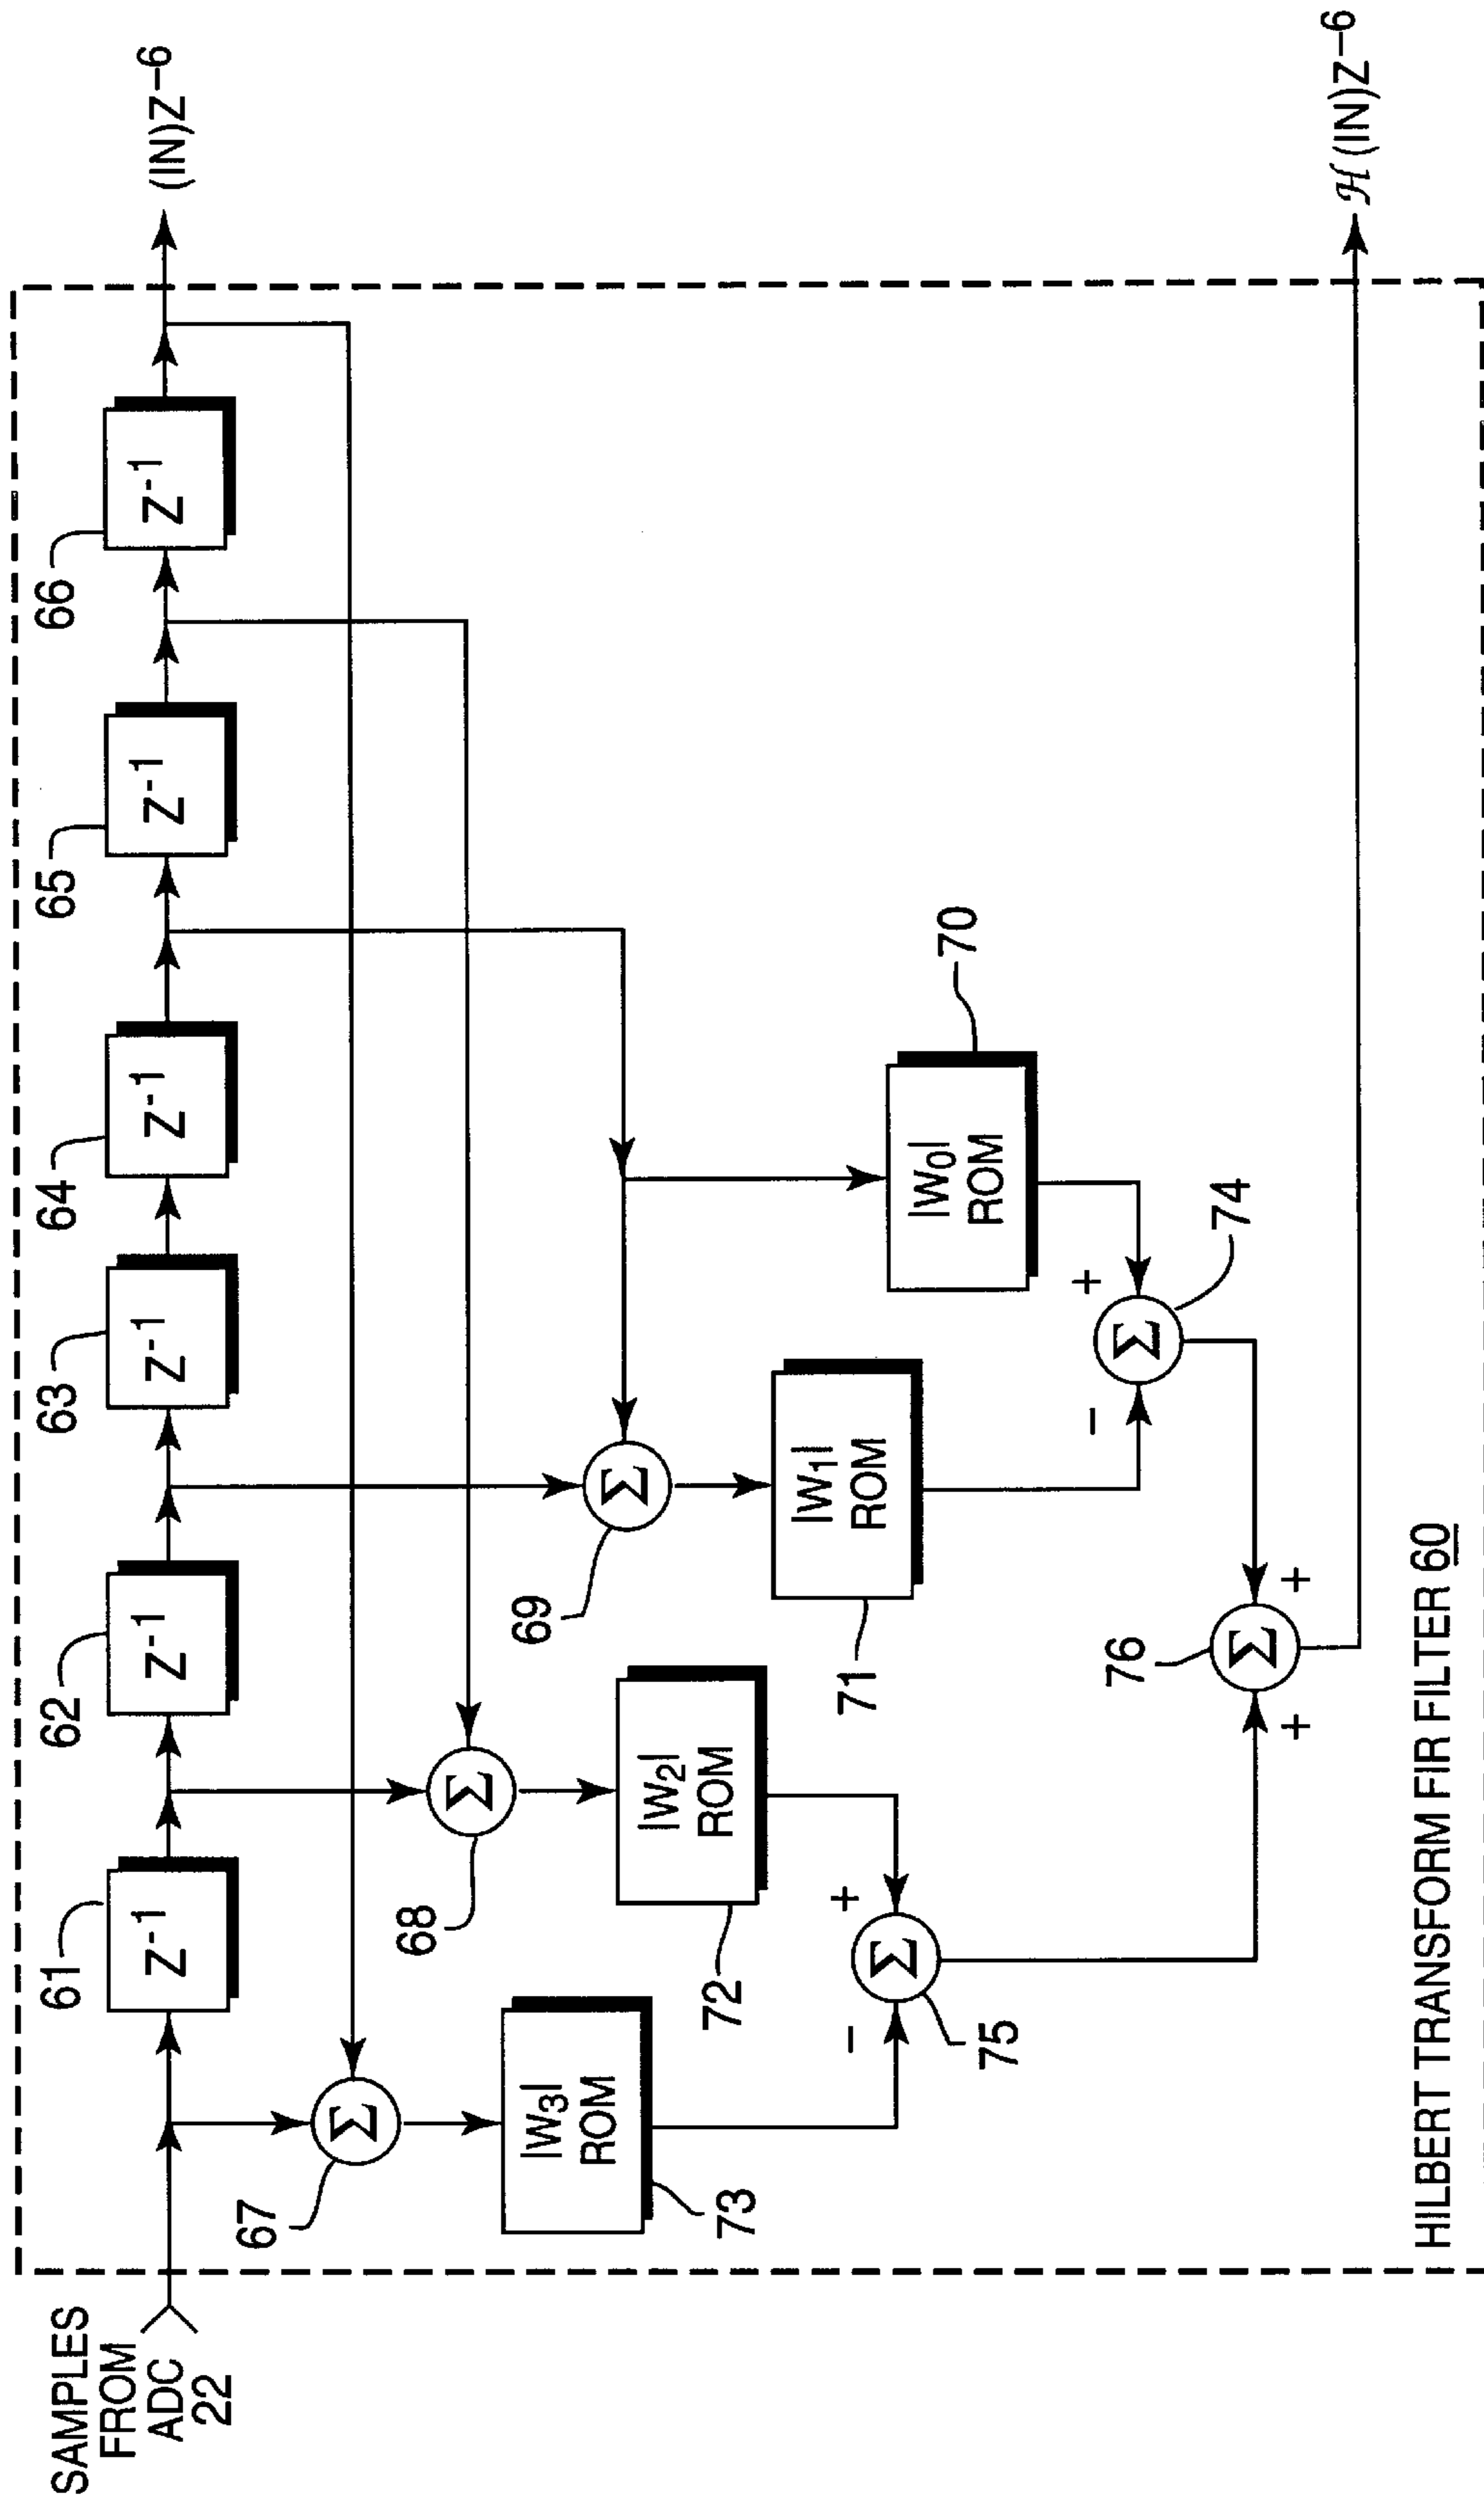 SAMPLES
FROM
ADC
22
61
Z-1
62
Z-1
63
Z-1
64
Z-1
65
Z-1
66
Z-1
(IN)Z-6
67
Σ
68
Σ
69
Σ
|W3|
ROM
73
|W2|
ROM
72
|W1|
ROM
71
|W0|
ROM
70
-
+
Σ
75
-
+
Σ
74
+
+
Σ
76
ℋ(IN)Z-6
HILBERT TRANSFORM FIR FILTER 60